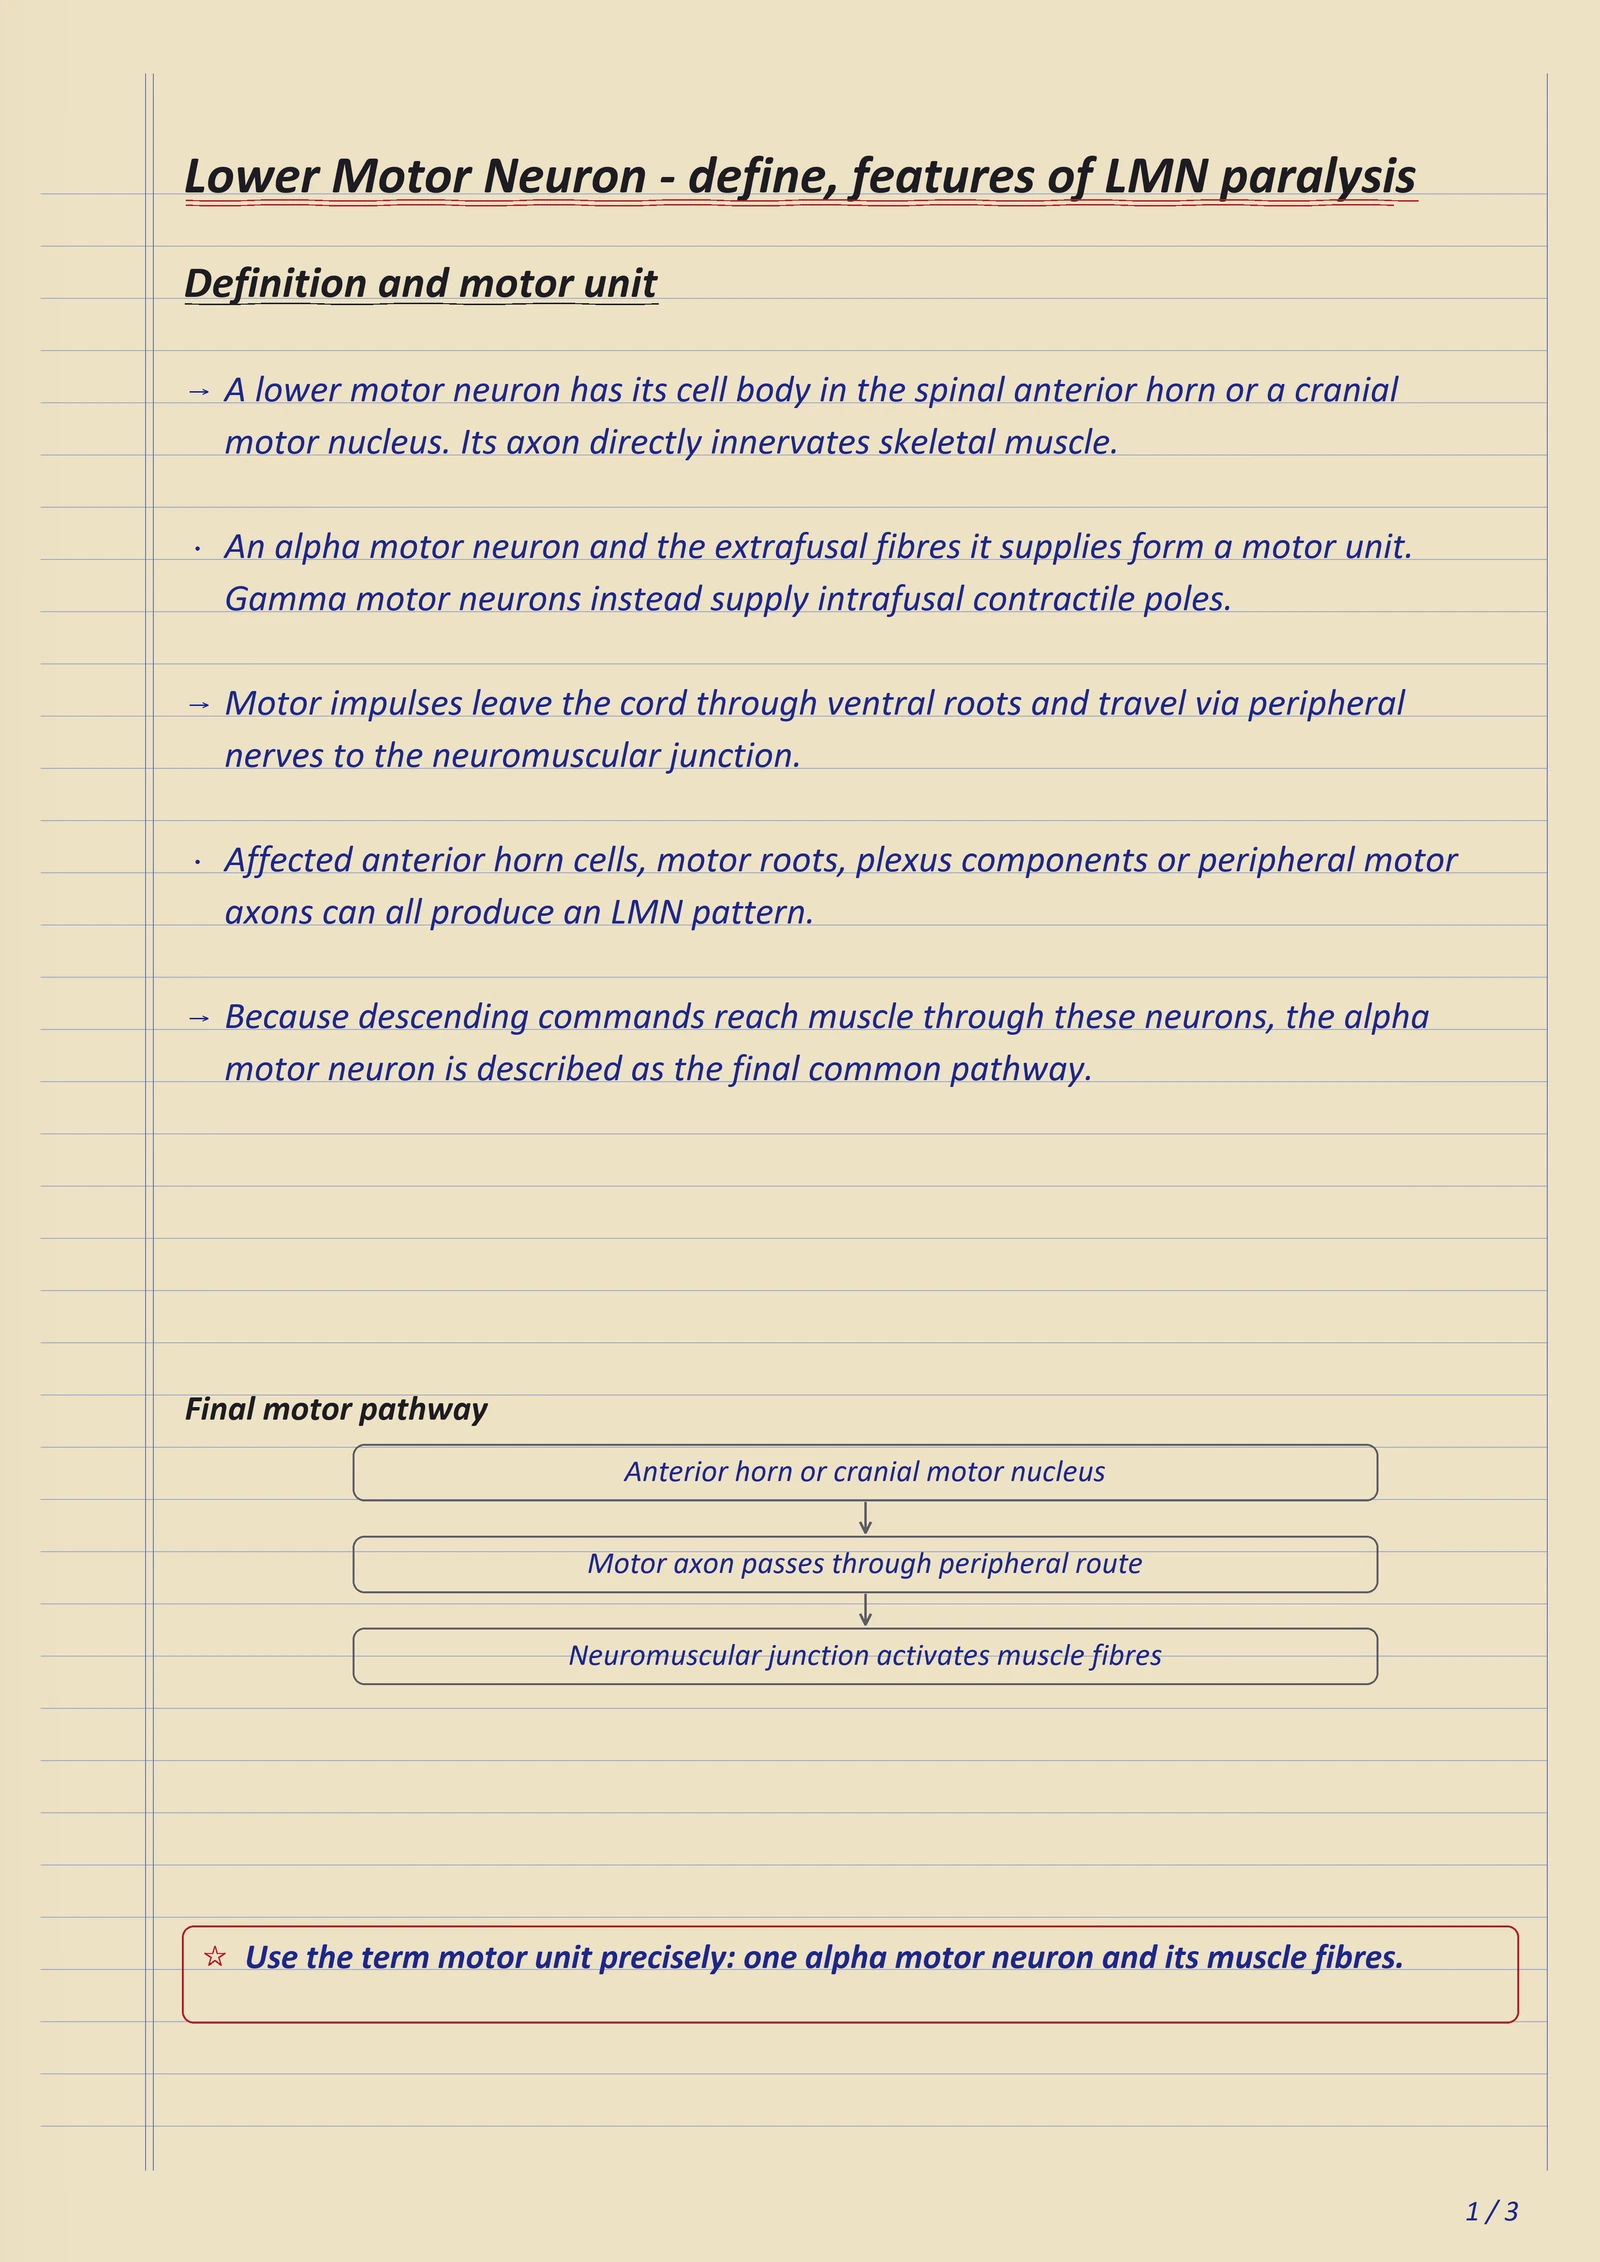 Lower Motor Neuron - define, features of LMN paralysis
Definition and motor unit
→ A lower motor neuron has its cell body in the spinal anterior horn or a cranial
motor nucleus. Its axon directly innervates skeletal muscle.
· An alpha motor neuron and the extrafusal fibres it supplies form a motor unit.
Gamma motor neurons instead supply intrafusal contractile poles.
→ Motor impulses leave the cord through ventral roots and travel via peripheral
nerves to the neuromuscular junction.
· Affected anterior horn cells, motor roots, plexus components or peripheral motor
axons can all produce an LMN pattern.
→ Because descending commands reach muscle through these neurons, the alpha
motor neuron is described as the final common pathway.
Final motor pathway
Anterior horn or cranial motor nucleus
Motor axon passes through peripheral route
Neuromuscular junction activates muscle fibres
☆ Use the term motor unit precisely: one alpha motor neuron and its muscle fibres.
1 / 3